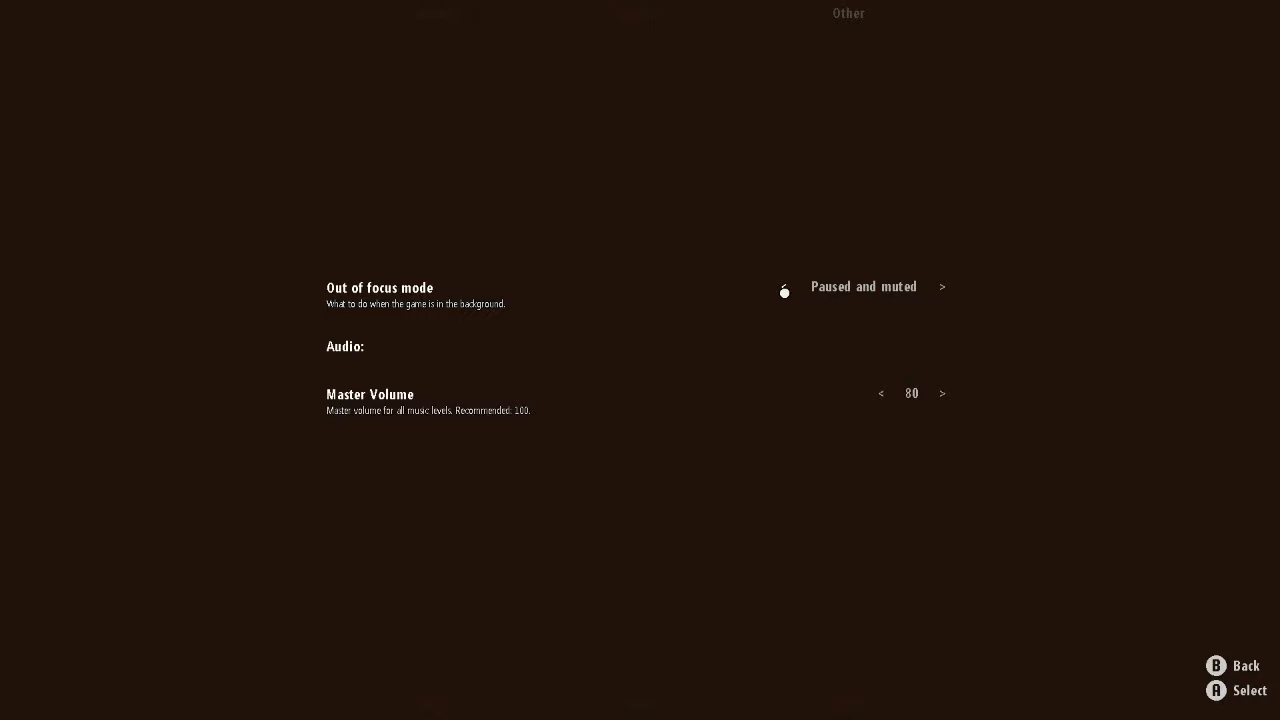 Other
Out of focus mode
< Paused and muted >
What to do when the game is in the background.
Audio:
Master Volume
< 80 >
Master volume for all music levels. Recommended: 100.
B Back
A Select